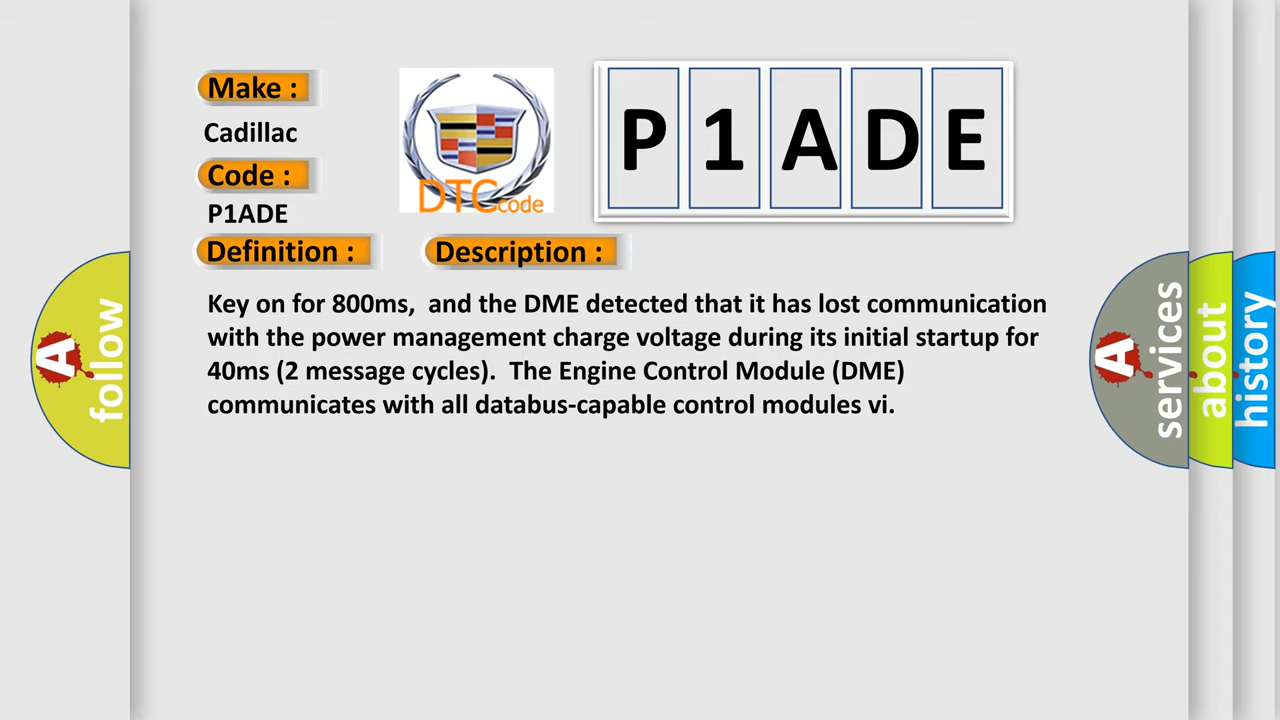 Make :
Cadillac
Code :
P1ADE
Definition :
Description :
Key on for 800ms,  and the DME detected that it has lost communication
with the power management charge voltage during its initial startup for
40ms (2 message cycles).  The Engine Control Module (DME)
communicates with all databus-capable control modules vi.
DTCcode
P 1 A D E
A
follow
A
services
about
history